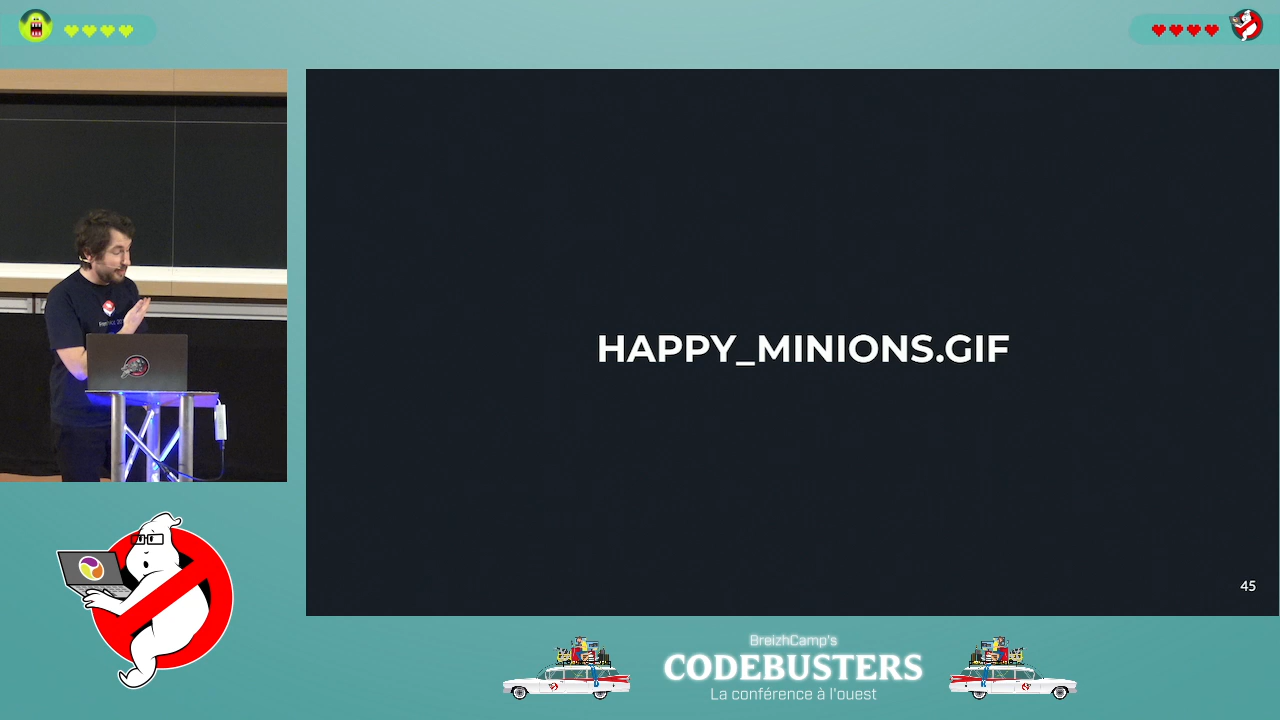 HAPPY_MINIONS.GIF
45
BreizhCamp's
CODEBUSTERS
La conférence à l'ouest